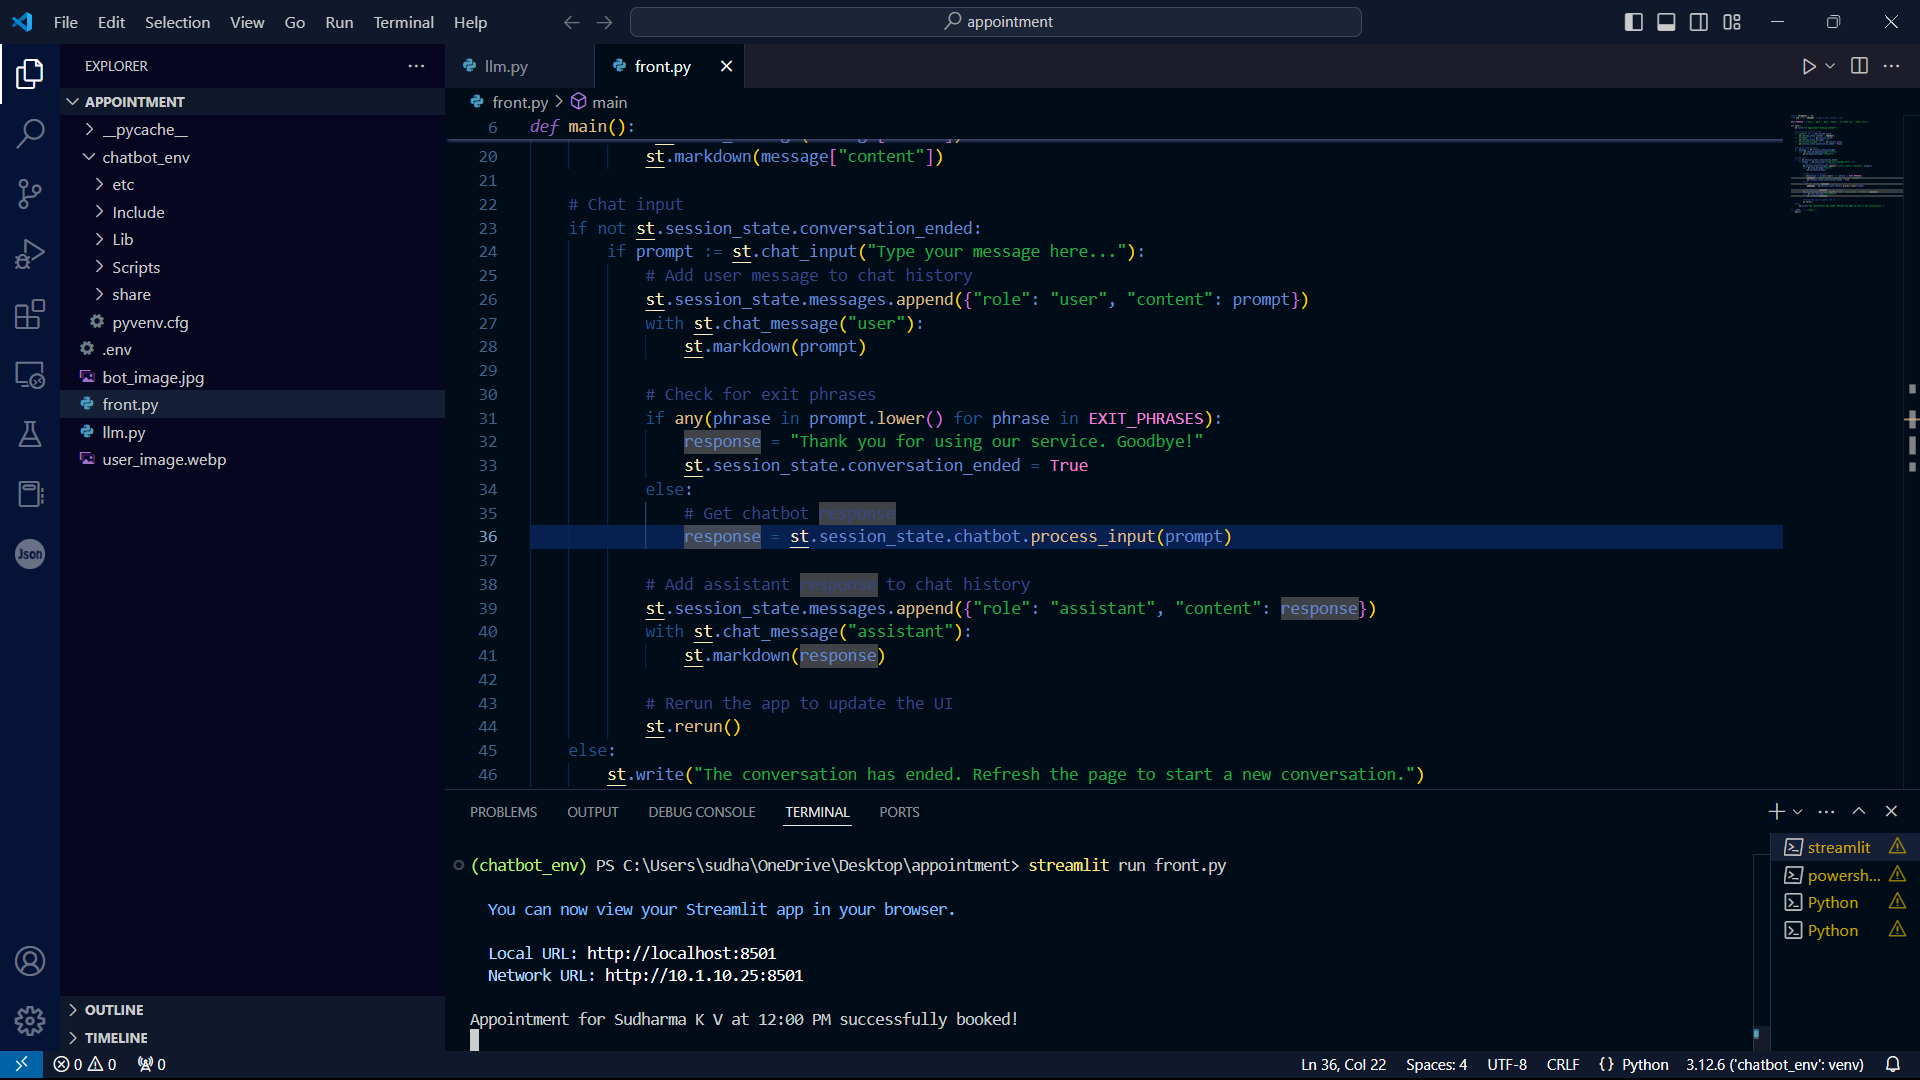 File Edit Selection View Go Run Terminal Help
appointment
EXPLORER
APPOINTMENT
__pycache__
chatbot_env
etc
Include
Lib
Scripts
share
pyvenv.cfg
.env
bot_image.jpg
front.py
llm.py
user_image.webp
OUTLINE
TIMELINE
Json
llm.py front.py
front.py > main
6 def main():
20 st.markdown(message["content"])
21
22 # Chat input
23 if not st.session_state.conversation_ended:
24 if prompt := st.chat_input("Type your message here..."):
25 # Add user message to chat history
26 st.session_state.messages.append({"role": "user", "content": prompt})
27 with st.chat_message("user"):
28 st.markdown(prompt)
29
30 # Check for exit phrases
31 if any(phrase in prompt.lower() for phrase in EXIT_PHRASES):
32 response = "Thank you for using our service. Goodbye!"
33 st.session_state.conversation_ended = True
34 else:
35 # Get chatbot response
36 response = st.session_state.chatbot.process_input(prompt)
37
38 # Add assistant response to chat history
39 st.session_state.messages.append({"role": "assistant", "content": response})
40 with st.chat_message("assistant"):
41 st.markdown(response)
42
43 # Rerun the app to update the UI
44 st.rerun()
45 else:
46 st.write("The conversation has ended. Refresh the page to start a new conversation.")
PROBLEMS OUTPUT DEBUG CONSOLE TERMINAL PORTS
(chatbot_env) PS C:\Users\sudha\OneDrive\Desktop\appointment> streamlit run front.py
You can now view your Streamlit app in your browser.
Local URL: http://localhost:8501
Network URL: http://10.1.10.25:8501
Appointment for Sudharma K V at 12:00 PM successfully booked!
streamlit
powersh...
Python
Python
0 0 0
Ln 36, Col 22 Spaces: 4 UTF-8 CRLF {} Python 3.12.6 ('chatbot_env': venv)